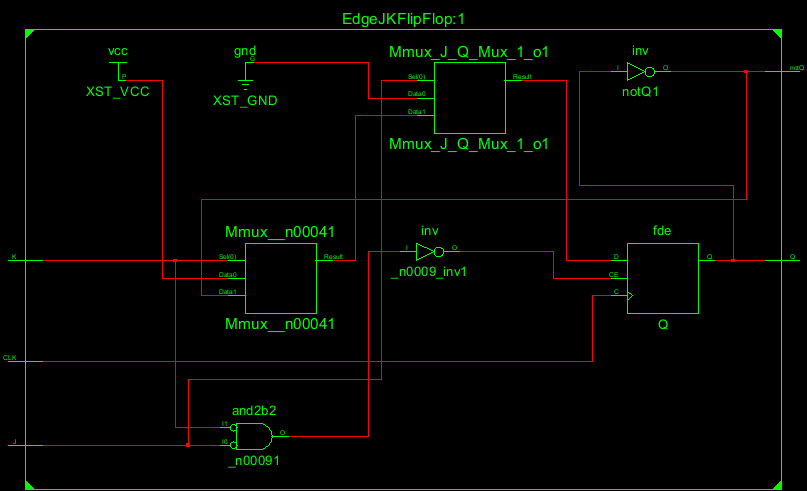 EdgeJKFlipFlop:1
vcc
P
XST_VCC
gnd
G
XST_GND
Mmux_J_Q_Mux_1_o1
Sel(0)
Data0
Data1
Result
Mmux_J_Q_Mux_1_o1
inv
I
O
notQ1
notQ
Mmux__n00041
Sel(0)
Data0
Data1
Result
Mmux__n00041
inv
I
O
_n0009_inv1
fde
D
CE
C
Q
Q
Q
K
CLK
J
and2b2
I1
I0
O
_n00091